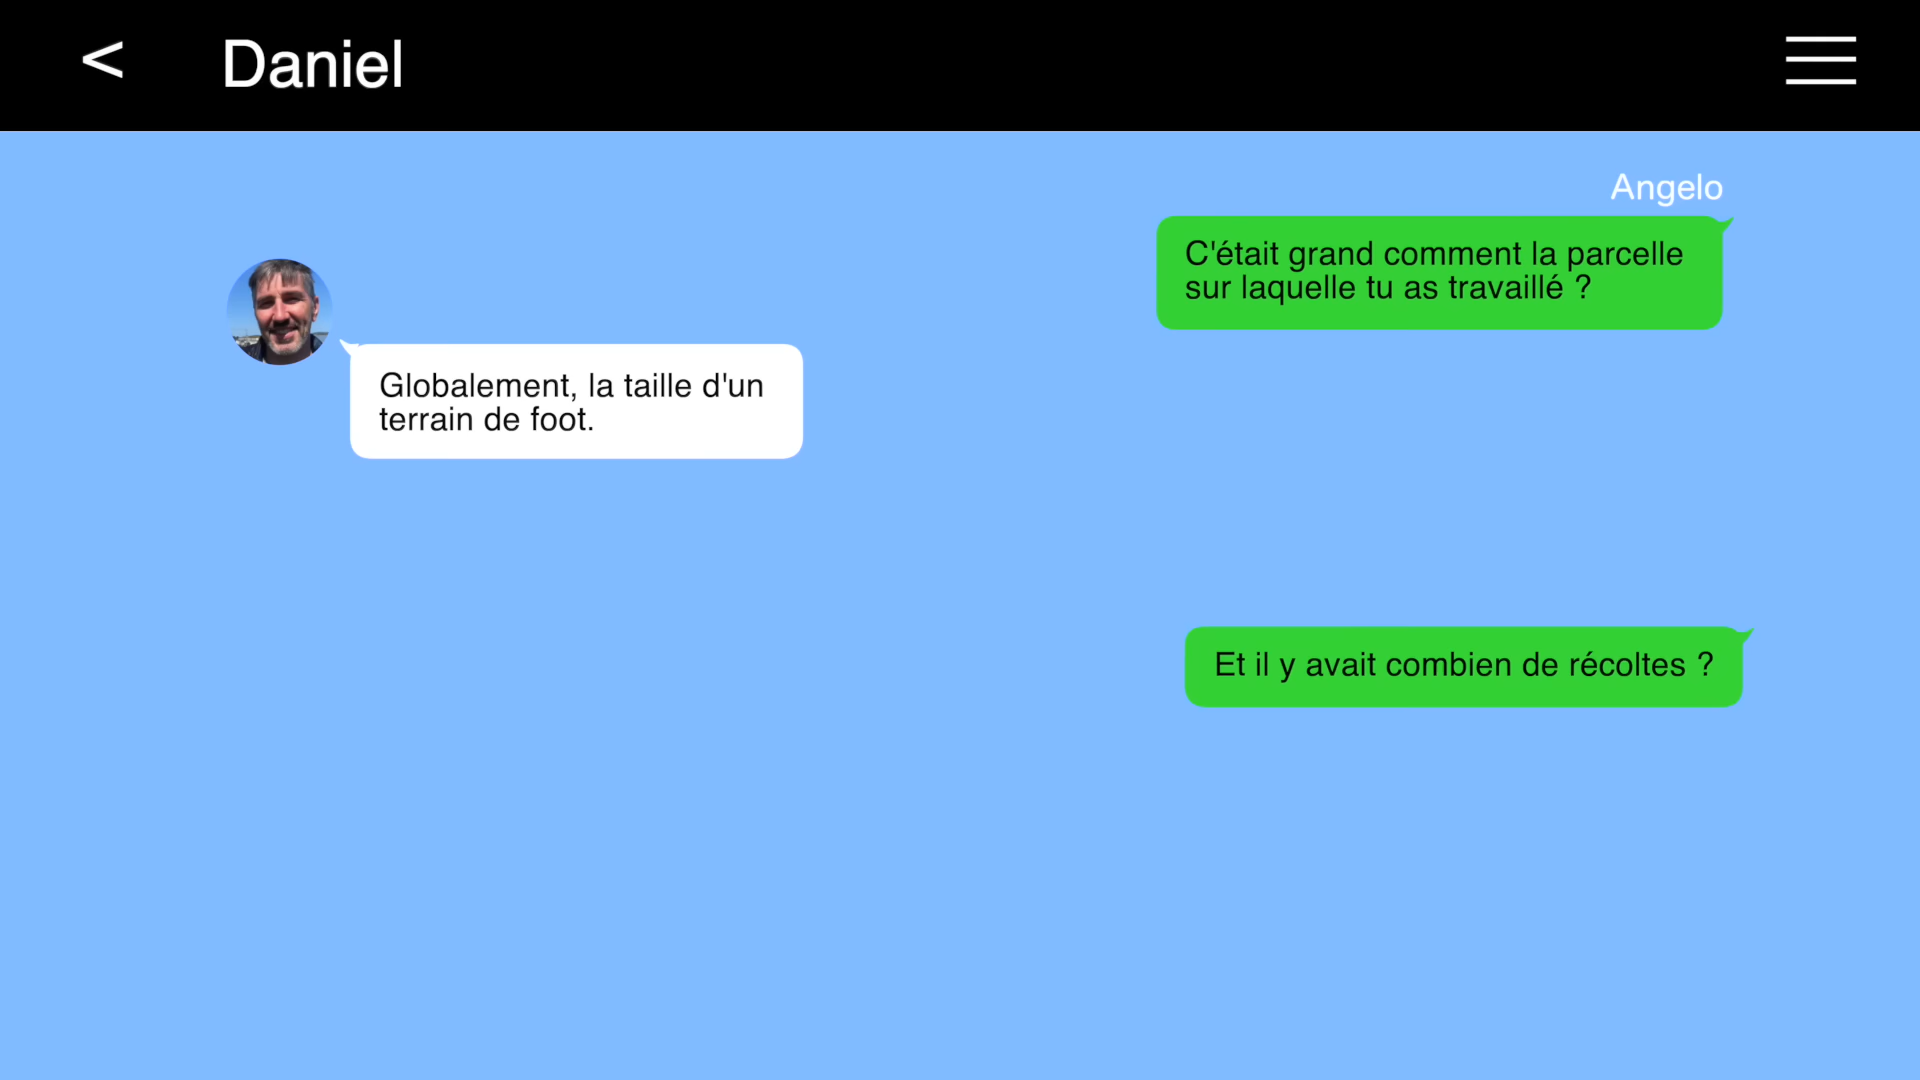 < Daniel
Angelo
C'était grand comment la parcelle
sur laquelle tu as travaillé ?
Globalement, la taille d'un
terrain de foot.
Et il y avait combien de récoltes ?